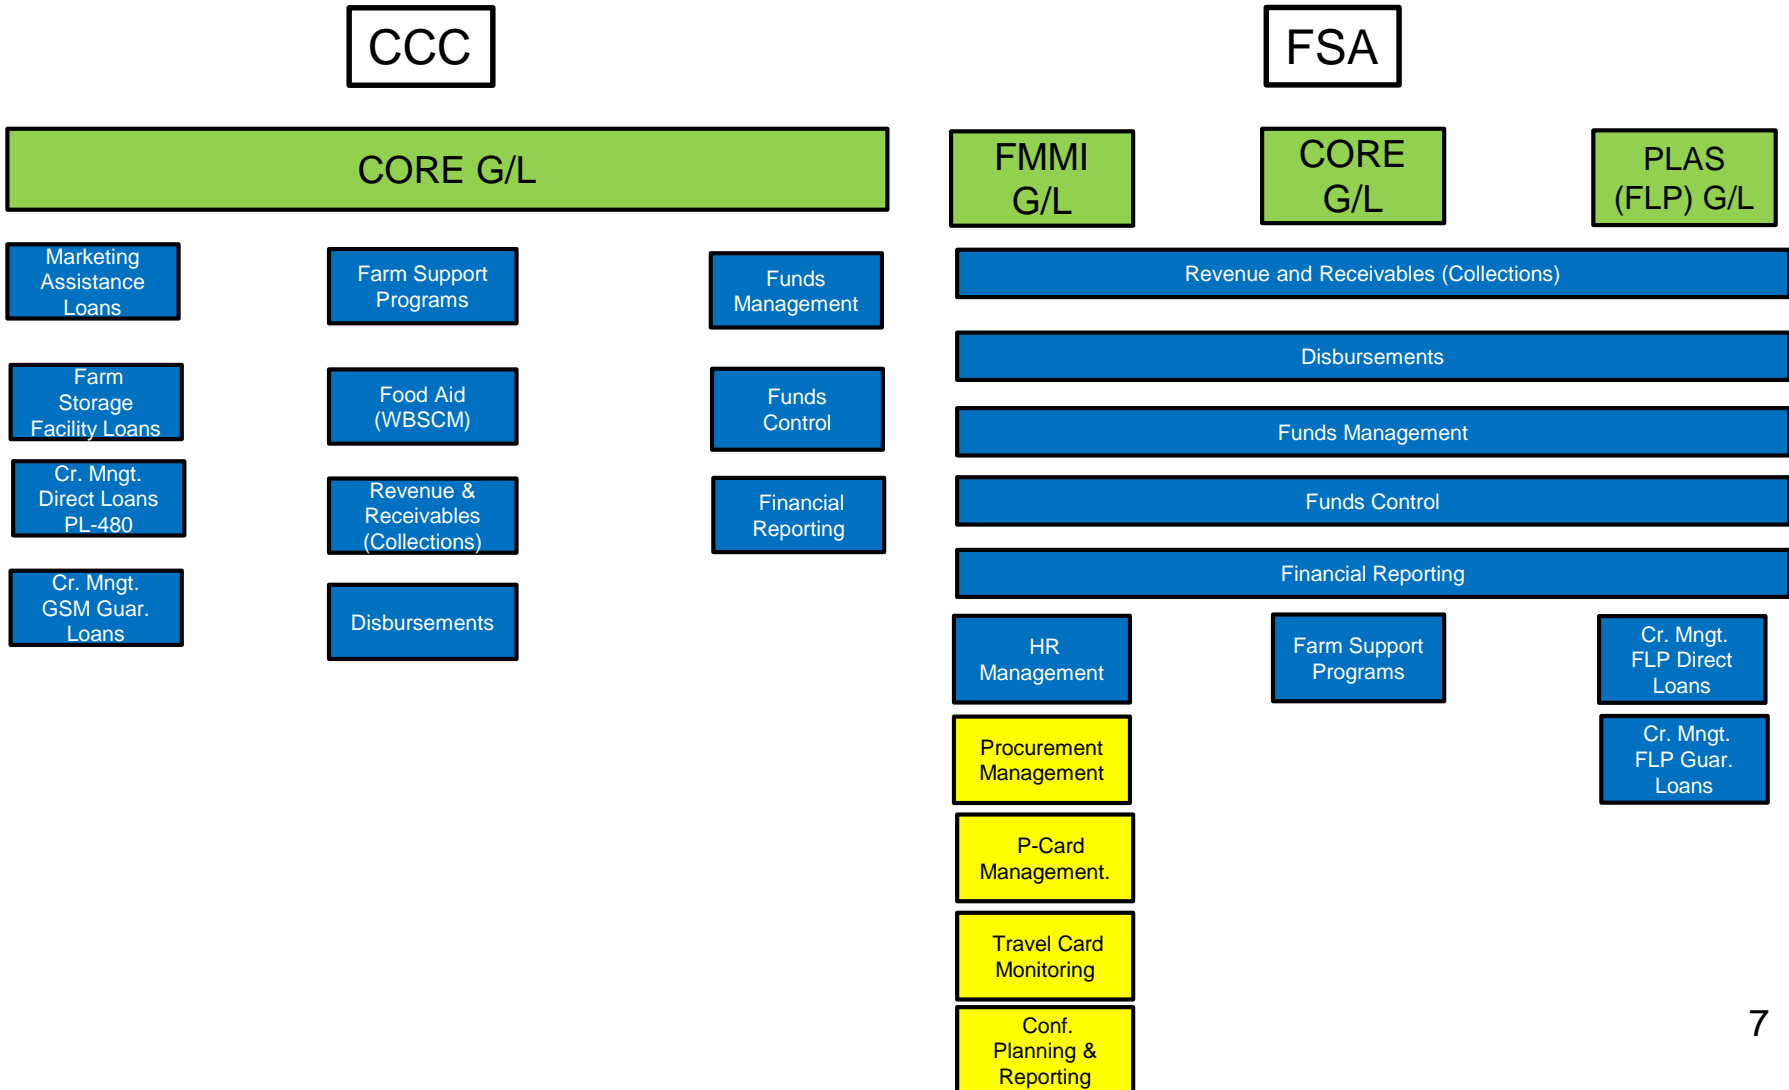 CCC
CORE G/L
Marketing
Assistance
Loans
Farm
Storage
Facility Loans
Cr. Mngt.
Direct Loans
PL-480
Cr. Mngt.
GSM Guar.
Loans
Farm Support
Programs
Food Aid
(WBSCM)
Revenue &
Receivables
(Collections)
Disbursements
Funds
Management
Funds
Control
Financial
Reporting
FSA
FMMI
G/L
CORE
G/L
PLAS
(FLP) G/L
Revenue and Receivables (Collections)
Disbursements
Funds Management
Funds Control
Financial Reporting
HR
Management
Procurement
Management
P-Card
Management.
Travel Card
Monitoring
Conf.
Planning &
Reporting
Farm Support
Programs
Cr. Mngt.
FLP Direct
Loans
Cr. Mngt.
FLP Guar.
Loans
7